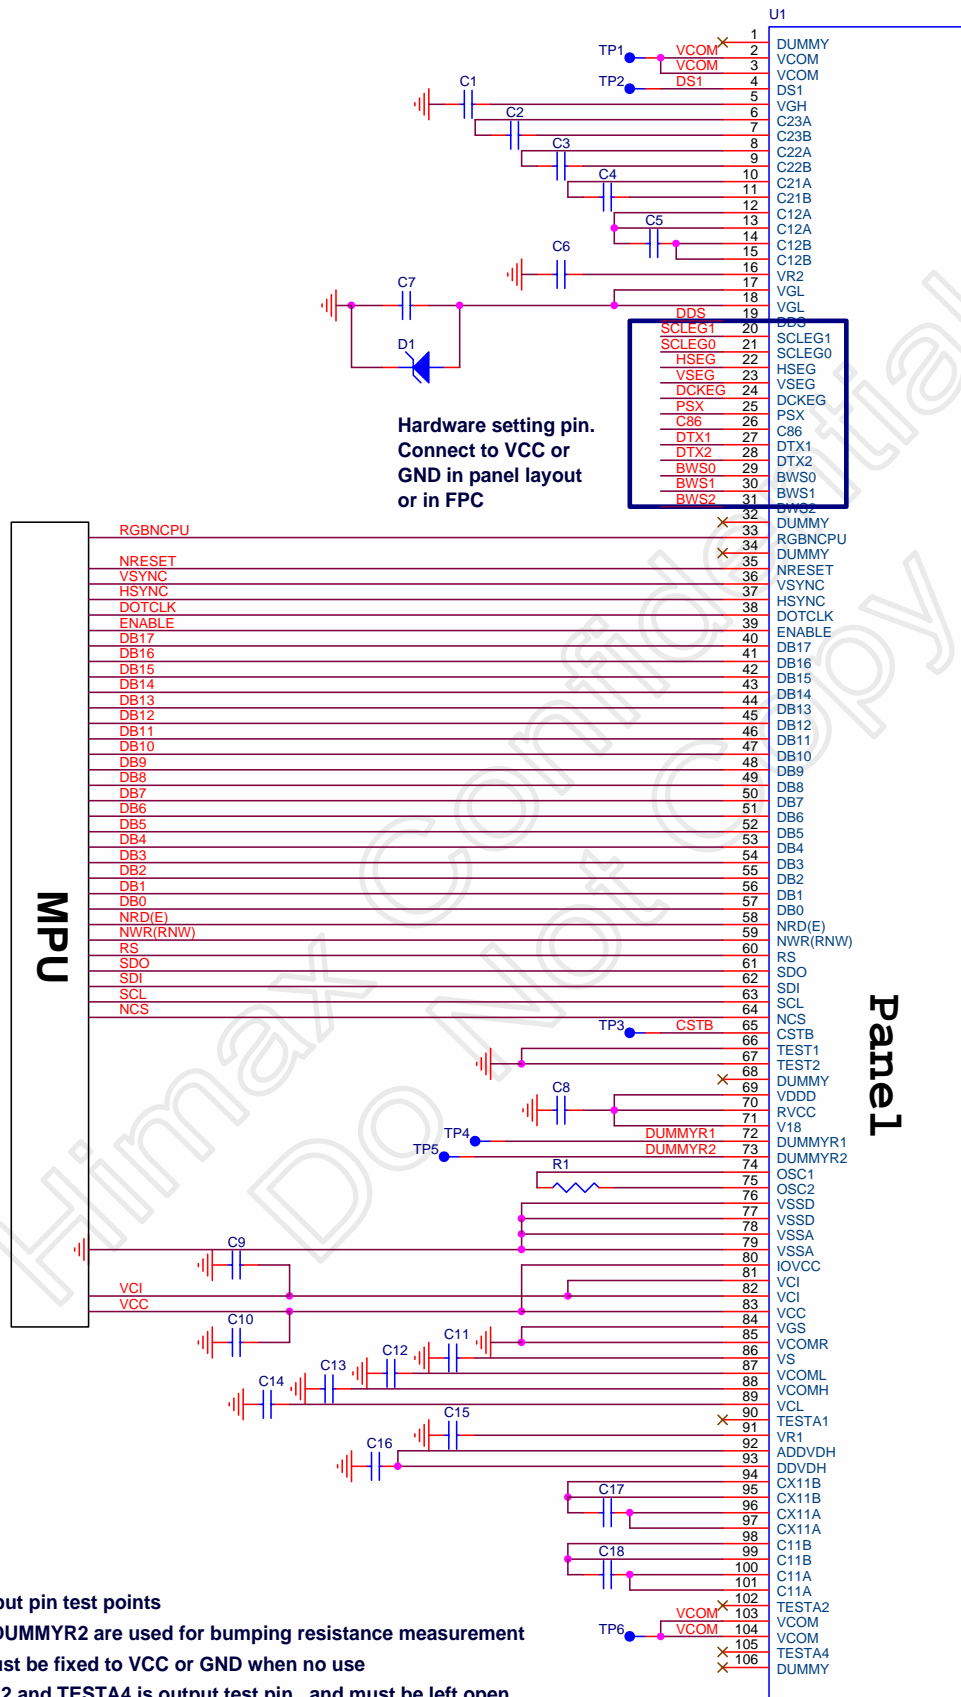 U1
1 DUMMY
TP1 VCOM 2 VCOM
VCOM 3 VCOM
TP2 DS1 4 DS1
C1 5 VGH
6 C23A
C2 7 C23B
8 C22A
C3 9 C22B
10 C21A
C4 11 C21B
12 C12A
13 C12A
C5 14 C12B
15 C12B
C6 16 VR2
17 VGL
C7 18 VGL
DDS 19 DDS
SCLEG1 20 SCLEG1
SCLEG0 21 SCLEG0
HSEG 22 HSEG
D1
VSEG 23 VSEG
DCKEG 24 DCKEG
PSX 25 PSX
C86 26 C86
DTX1 27 DTX1
DTX2 28 DTX2
BWS0 29 BWS0
BWS1 30 BWS1
BWS2 31 BWS2
Hardware setting pin.
Connect to VCC or
GND in panel layout
or in FPC
32 DUMMY
RGBNCPU 33 RGBNCPU
34 DUMMY
NRESET 35 NRESET
VSYNC 36 VSYNC
HSYNC 37 HSYNC
DOTCLK 38 DOTCLK
ENABLE 39 ENABLE
DB17 40 DB17
DB16 41 DB16
DB15 42 DB15
DB14 43 DB14
DB13 44 DB13
DB12 45 DB12
DB11 46 DB11
DB10 47 DB10
DB9 48 DB9
DB8 49 DB8
DB7 50 DB7
DB6 51 DB6
DB5 52 DB5
DB4 53 DB4
DB3 54 DB3
DB2 55 DB2
DB1 56 DB1
DB0 57 DB0
NRD(E) 58 NRD(E)
NWR(RNW) 59 NWR(RNW)
RS 60 RS
SDO 61 SDO
SDI 62 SDI
SCL 63 SCL
NCS 64 NCS
MPU
Panel
TP3 CSTB 65 CSTB
66 TEST1
67 TEST2
68 DUMMY
69 VDDD
C8 70 RVCC
71 V18
TP4 DUMMYR1 72 DUMMYR1
TP5 DUMMYR2 73 DUMMYR2
74 OSC1
R1 75 OSC2
76 VSSD
77 VSSD
78 VSSA
79 VSSA
C9 80 IOVCC
81 VCI
VCI 82 VCI
VCC 83 VCC
84 VGS
C10 85 VCOMR
C11 86 VS
C12 87 VCOML
C13 88 VCOMH
C14 89 VCL
90 TESTA1
C15 91 VR1
92 ADDVDH
C16 93 DDVDH
94 CX11B
95 CX11B
C17 96 CX11A
97 CX11A
98 C11B
99 C11B
C18 100 C11A
101 C11A
102 TESTA2
VCOM 103 VCOM
TP6 VCOM 104 VCOM
105 TESTA4
106 DUMMY
put pin test points
DUMMYR2 are used for bumping resistance measurement
ust be fixed to VCC or GND when no use
2 and TESTA4 is output test pin, and must be left open
Himax Confidential
Do Not Copy